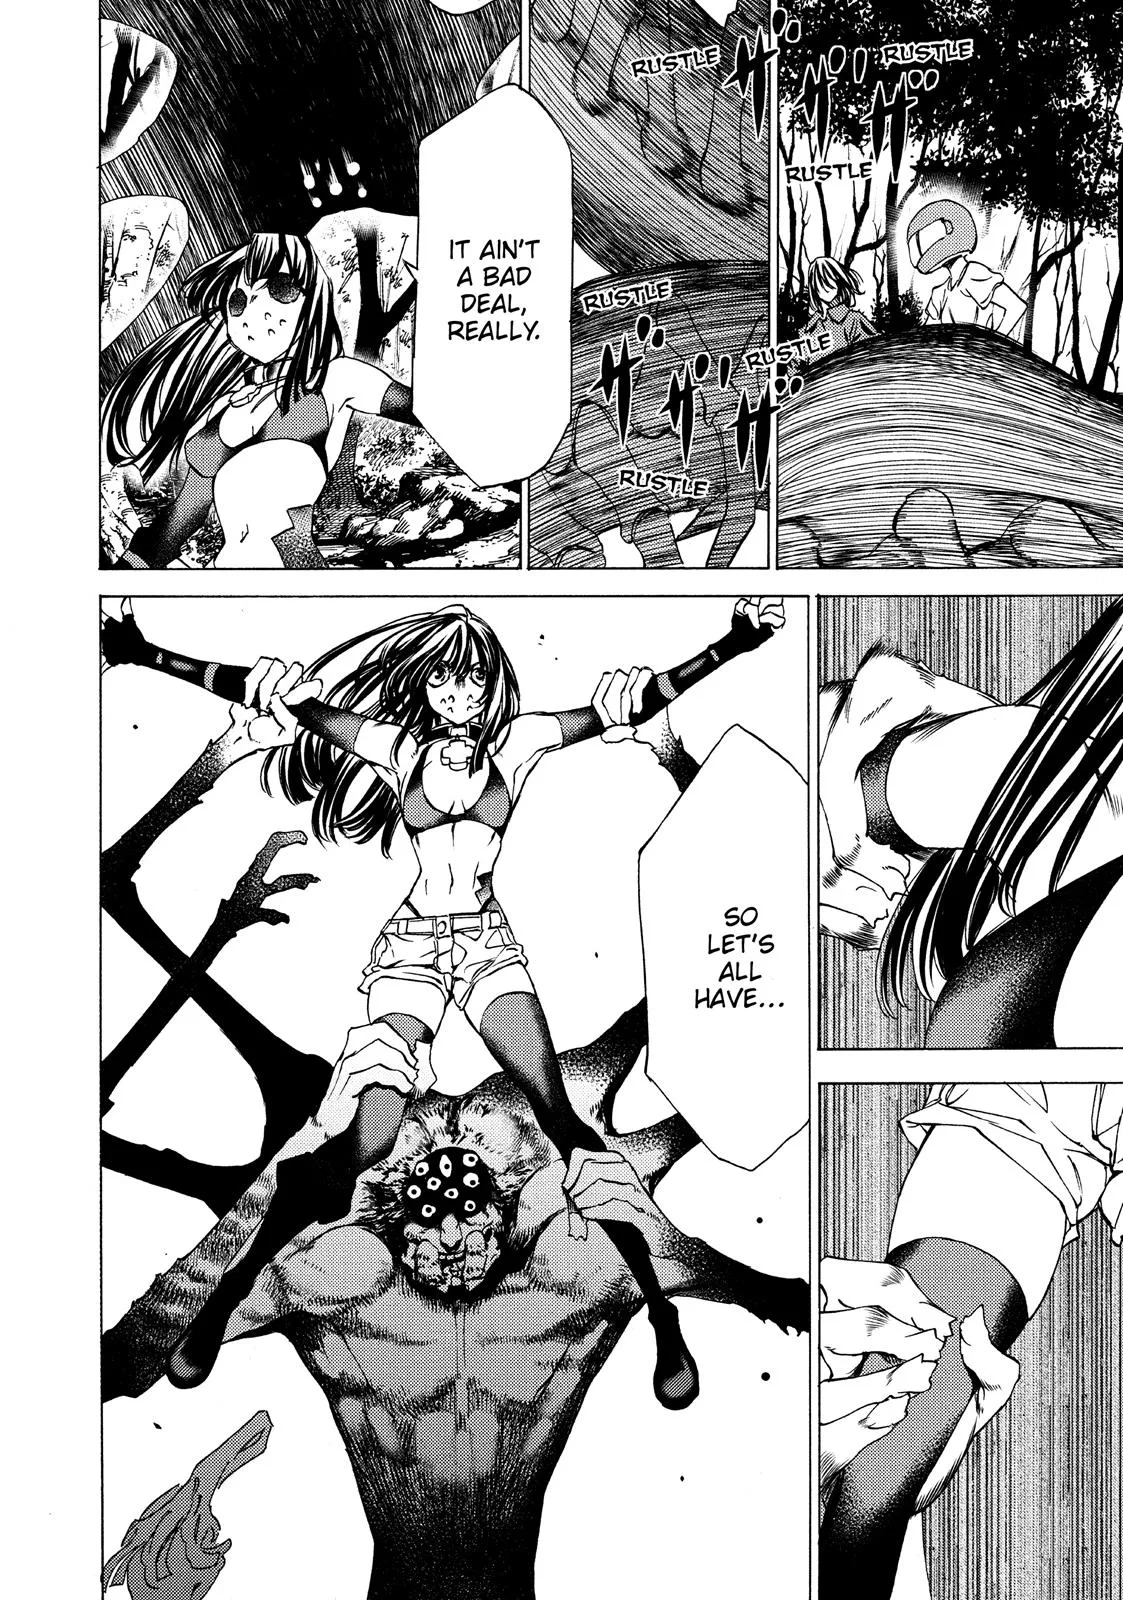 RUSTLE
ザ゛
RUSTLE
ザ゛
RUSTLE
ザ゛
RUSTLE
ザ゛
RUSTLE
ザ゛
RUSTLE
ザ゛
IT AIN'T
A BAD
DEAL,
REALLY.
SO
LET'S
ALL
HAVE...